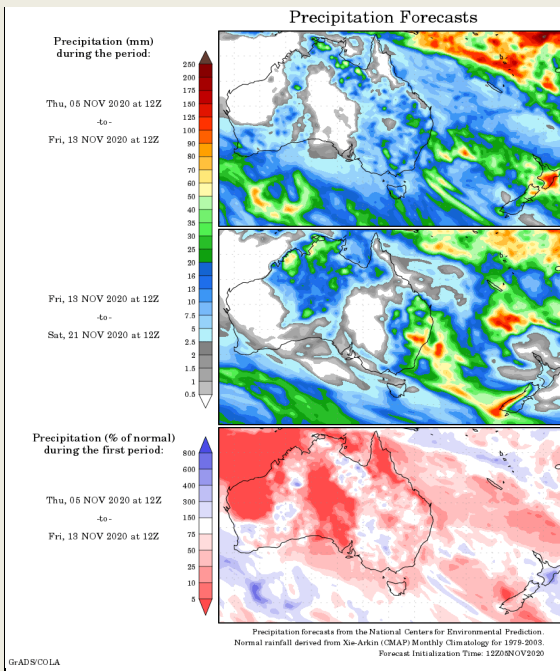 Precipitation Forecasts
Precipitation (mm)
during the period:
Thu, 05 NOV 2020 at 12Z
-to-
Fri, 13 NOV 2020 at 12Z
250
200
175
150
125
100
90
80
70
60
50
40
35
30
25
20
16
13
10
7.5
5
2.5
2
1.5
1
0.5
Fri, 13 NOV 2020 at 12Z
-to-
Sat, 21 NOV 2020 at 12Z
Precipitation (% of normal)
during the first period:
Thu, 05 NOV 2020 at 12Z
-to-
Fri, 13 NOV 2020 at 12Z
800
600
400
300
150
75
50
25
10
5
Precipitation forecasts from the National Centers for Environmental Prediction.
Normal rainfall derived from Xie-Arkin (CMAP) Monthly Climatology for 1979-2003.
Forecast Initialization Time: 12Z05NOV2020
GrADS/COLA